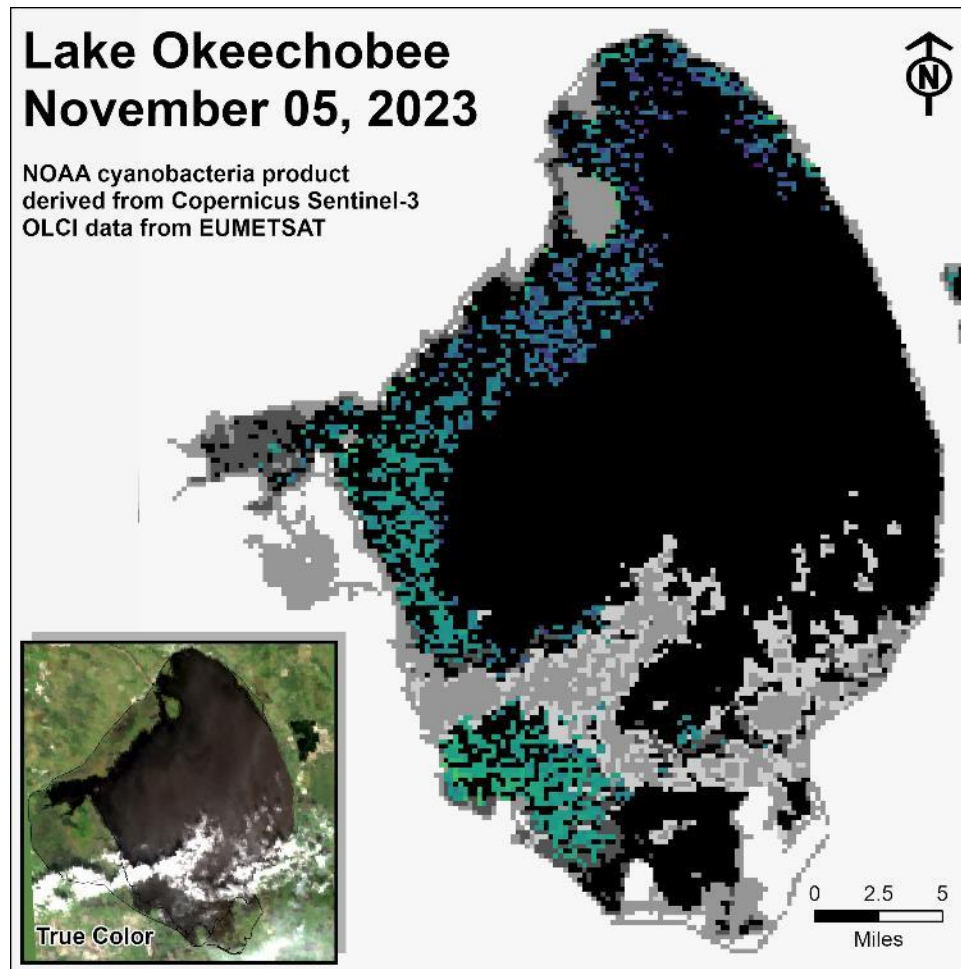 Lake Okeechobee
November 05, 2023
N
NOAA cyanobacteria product
derived from Copernicus Sentinel-3
OLCI data from EUMETSAT
True Color
0 2.5 5
Miles